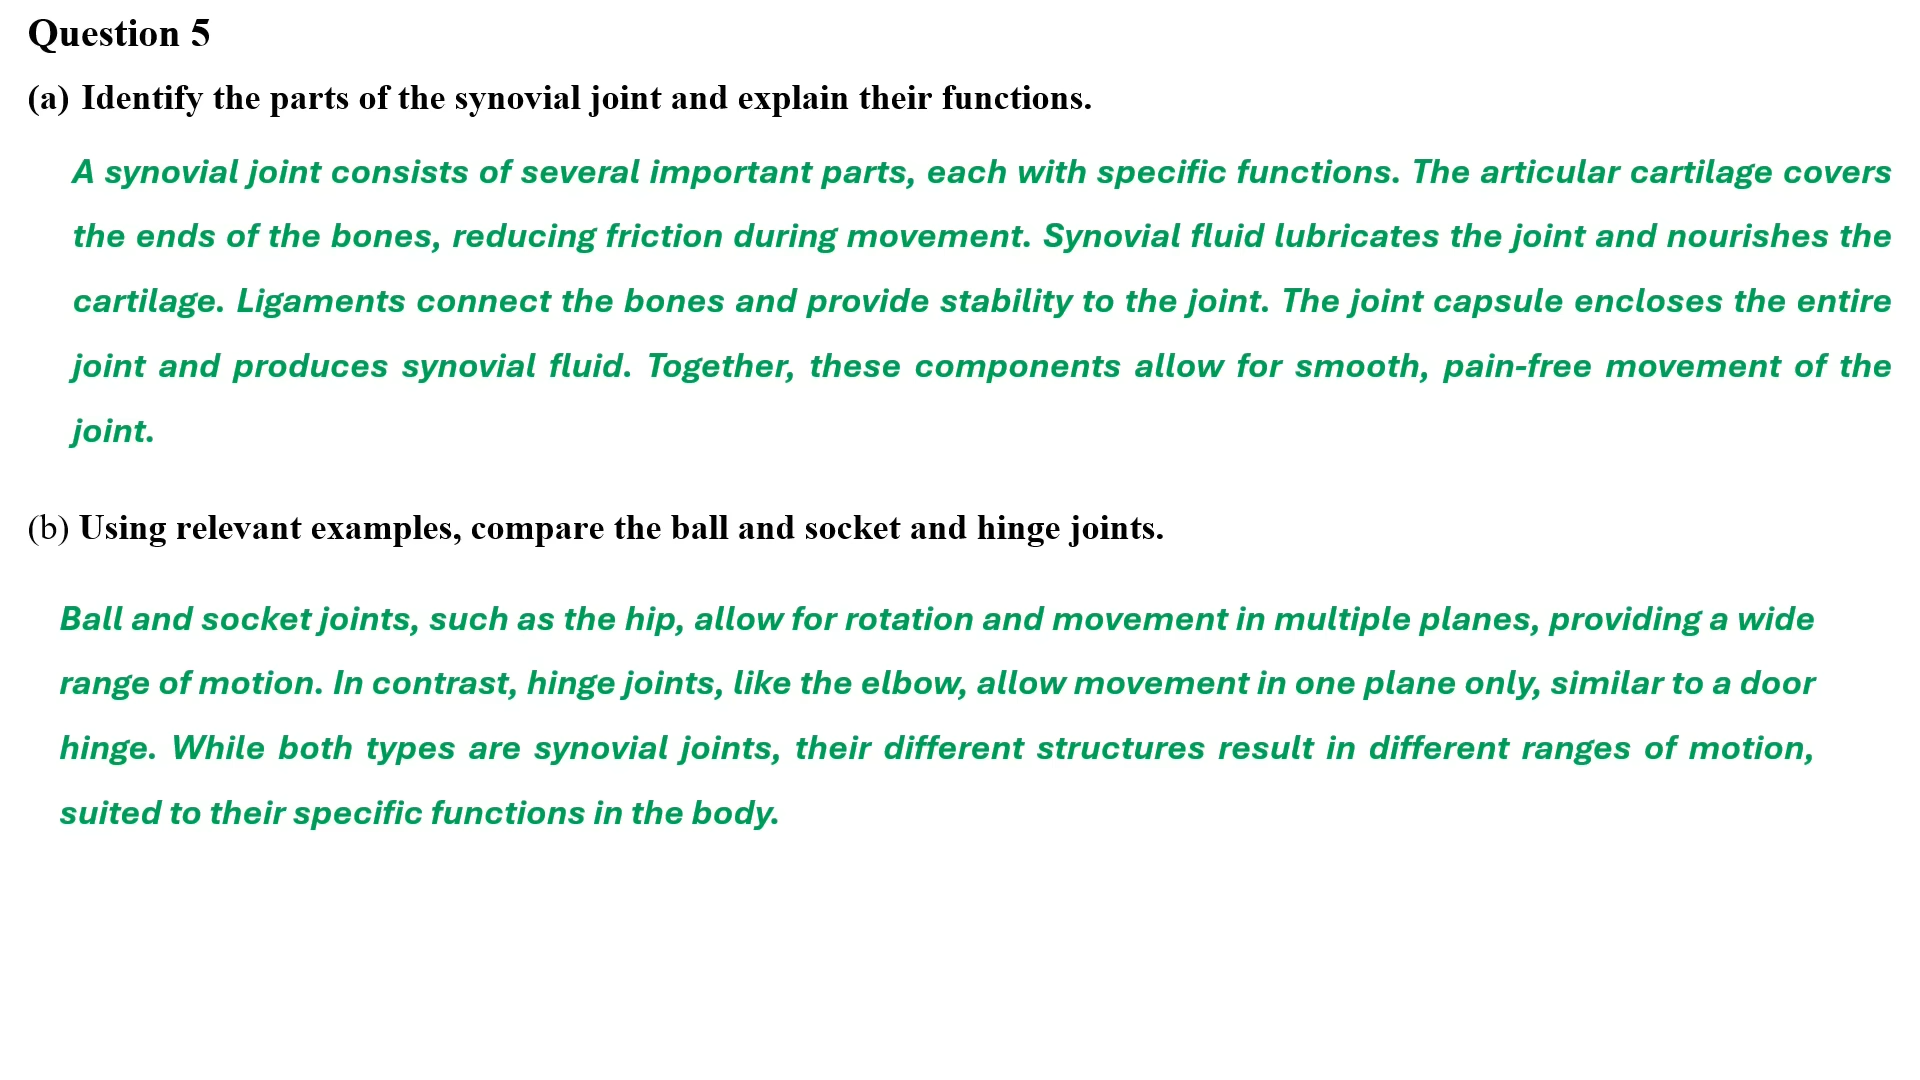 Question 5
(a) Identify the parts of the synovial joint and explain their functions.
A synovial joint consists of several important parts, each with specific functions. The articular cartilage covers
the ends of the bones, reducing friction during movement. Synovial fluid lubricates the joint and nourishes the
cartilage. Ligaments connect the bones and provide stability to the joint. The joint capsule encloses the entire
joint and produces synovial fluid. Together, these components allow for smooth, pain-free movement of the
joint.
(b) Using relevant examples, compare the ball and socket and hinge joints.
Ball and socket joints, such as the hip, allow for rotation and movement in multiple planes, providing a wide
range of motion. In contrast, hinge joints, like the elbow, allow movement in one plane only, similar to a door
hinge. While both types are synovial joints, their different structures result in different ranges of motion,
suited to their specific functions in the body.